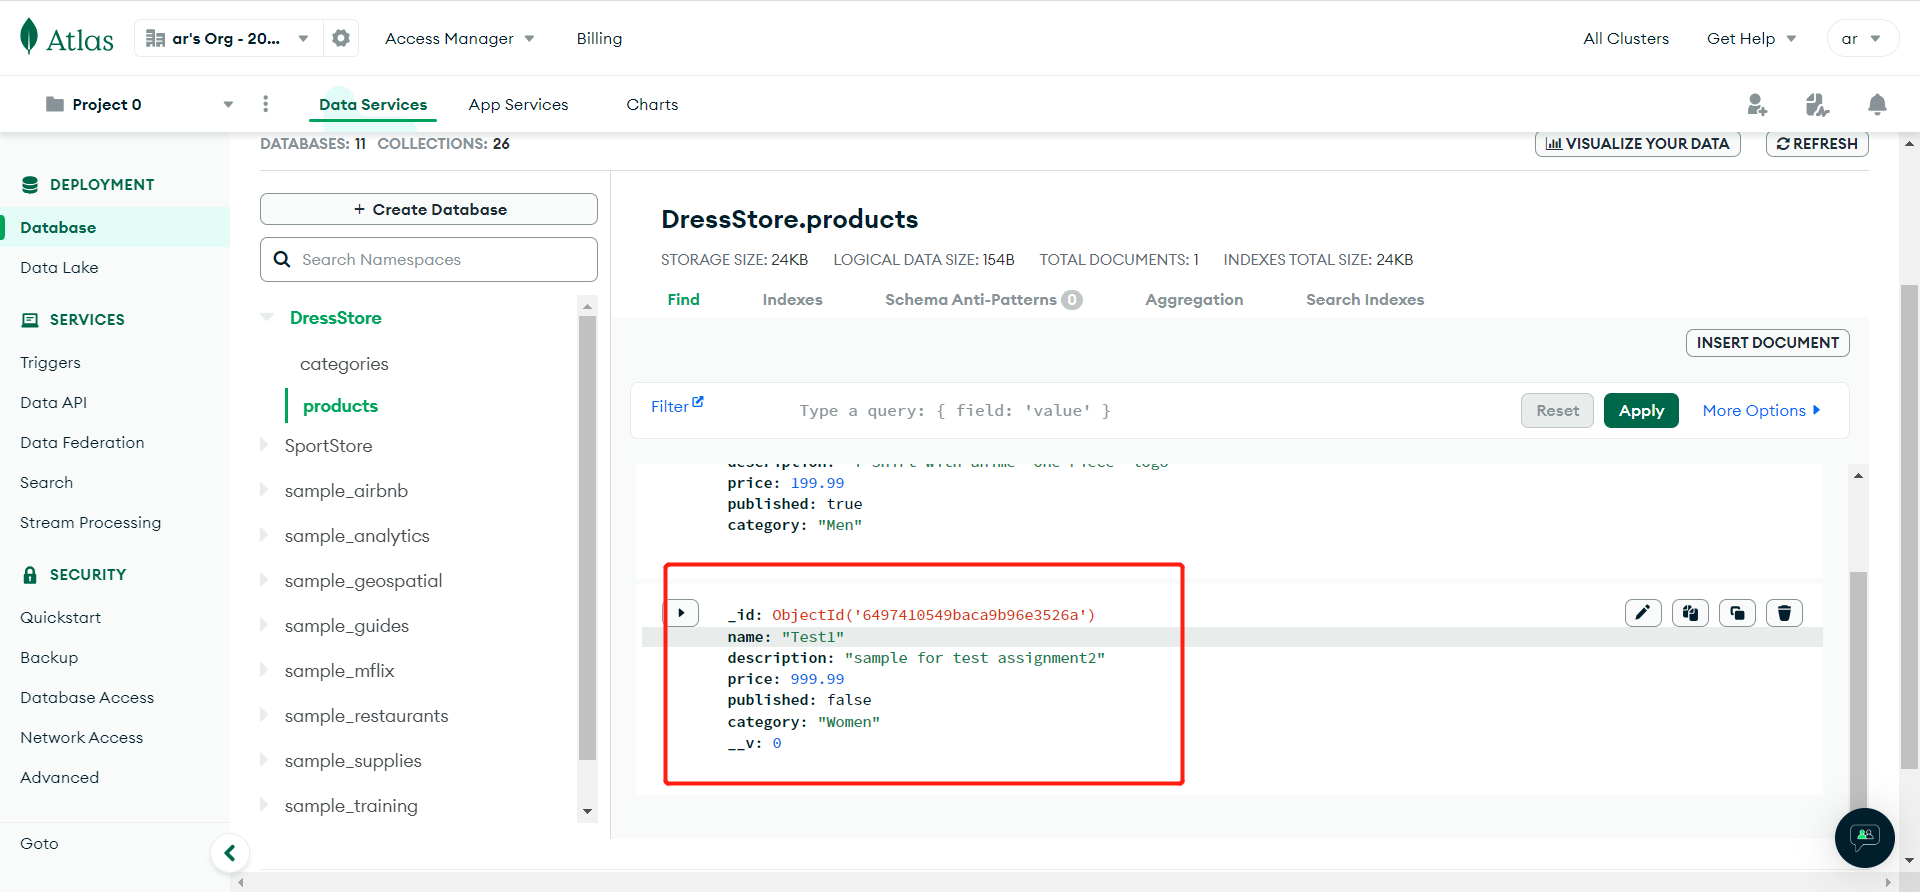 Atlas
ar's Org - 20...
Access Manager
Billing
All Clusters
Get Help
ar
Project 0
Data Services
App Services
Charts
DATABASES: 11 COLLECTIONS: 26
VISUALIZE YOUR DATA
REFRESH
DEPLOYMENT
Database
Data Lake
SERVICES
Triggers
Data API
Data Federation
Search
Stream Processing
SECURITY
Quickstart
Backup
Database Access
Network Access
Advanced
Goto
+ Create Database
Search Namespaces
DressStore
categories
products
SportStore
sample_airbnb
sample_analytics
sample_geospatial
sample_guides
sample_mflix
sample_restaurants
sample_supplies
sample_training
DressStore.products
STORAGE SIZE: 24KB LOGICAL DATA SIZE: 154B TOTAL DOCUMENTS: 1 INDEXES TOTAL SIZE: 24KB
Find
Indexes
Schema Anti-Patterns 0
Aggregation
Search Indexes
INSERT DOCUMENT
Filter
Type a query: { field: 'value' }
Reset
Apply
More Options
price: 199.99
published: true
category: "Men"
_id: ObjectId('6497410549baca9b96e3526a')
name: "Test1"
description: "sample for test assignment2"
price: 999.99
published: false
category: "Women"
__v: 0